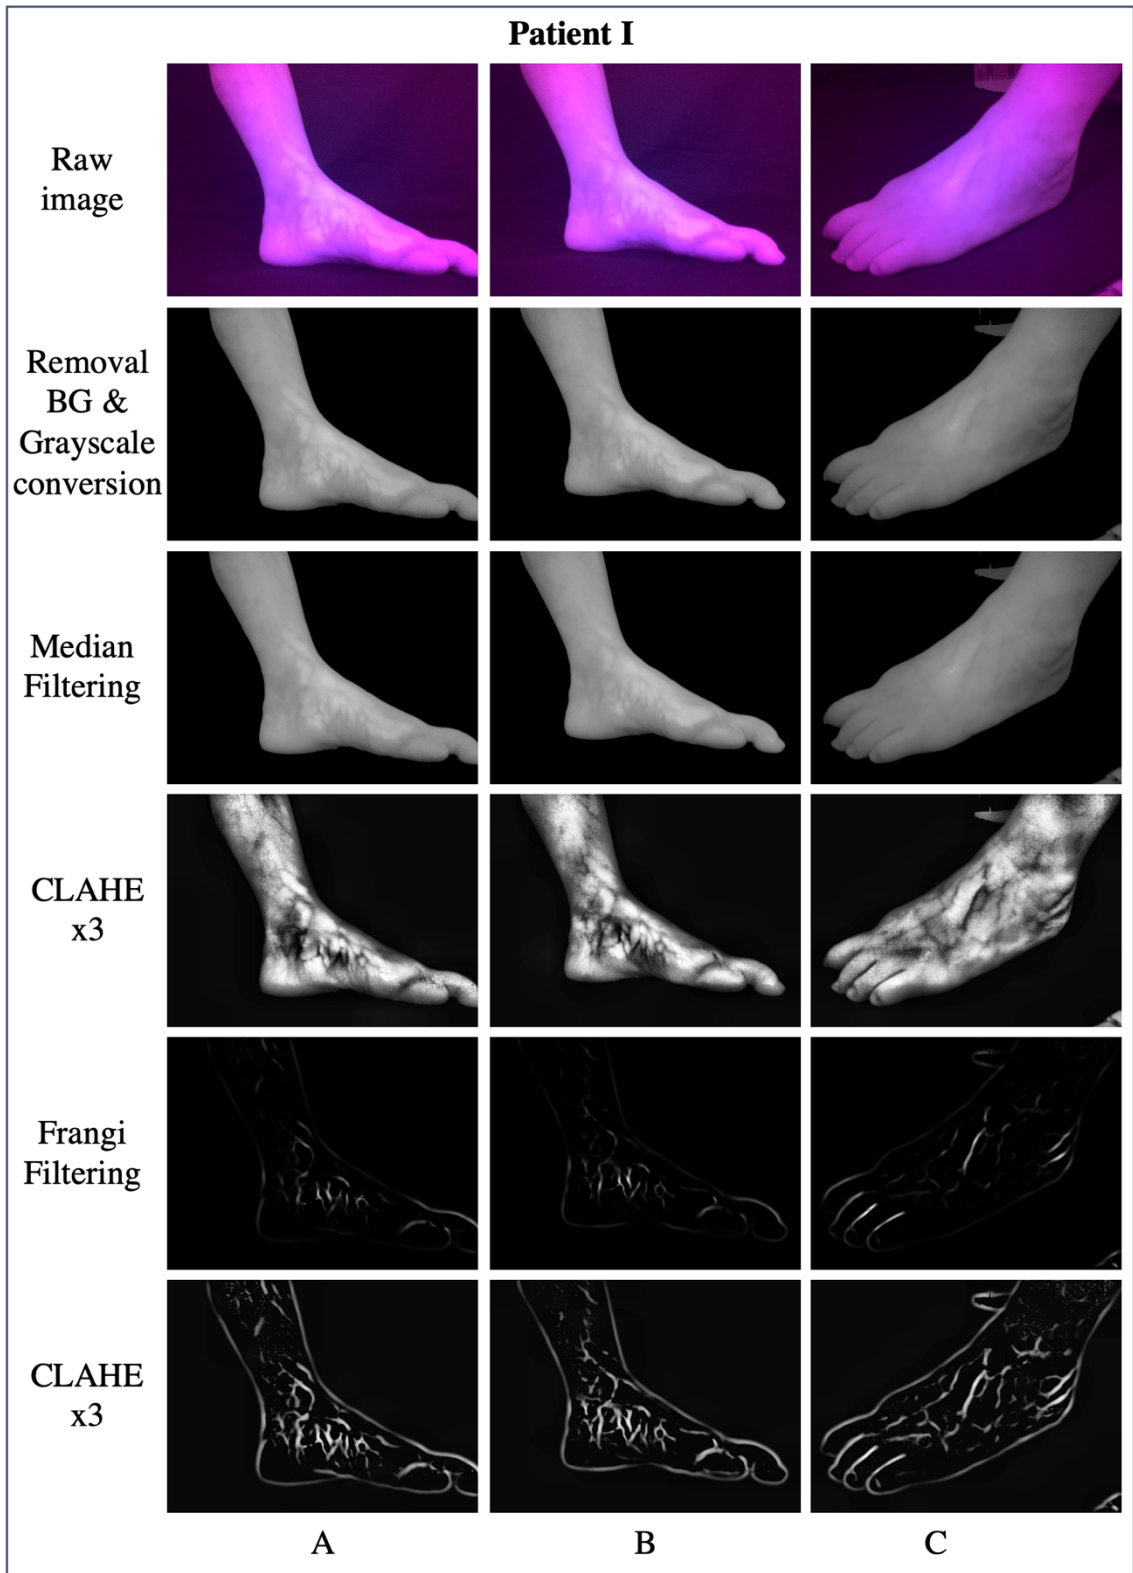 Patient I
Raw
image
Removal
BG &
Grayscale
conversion
Median
Filtering
CLAHE
x3
Frangi
Filtering
CLAHE
x3
A
B
C